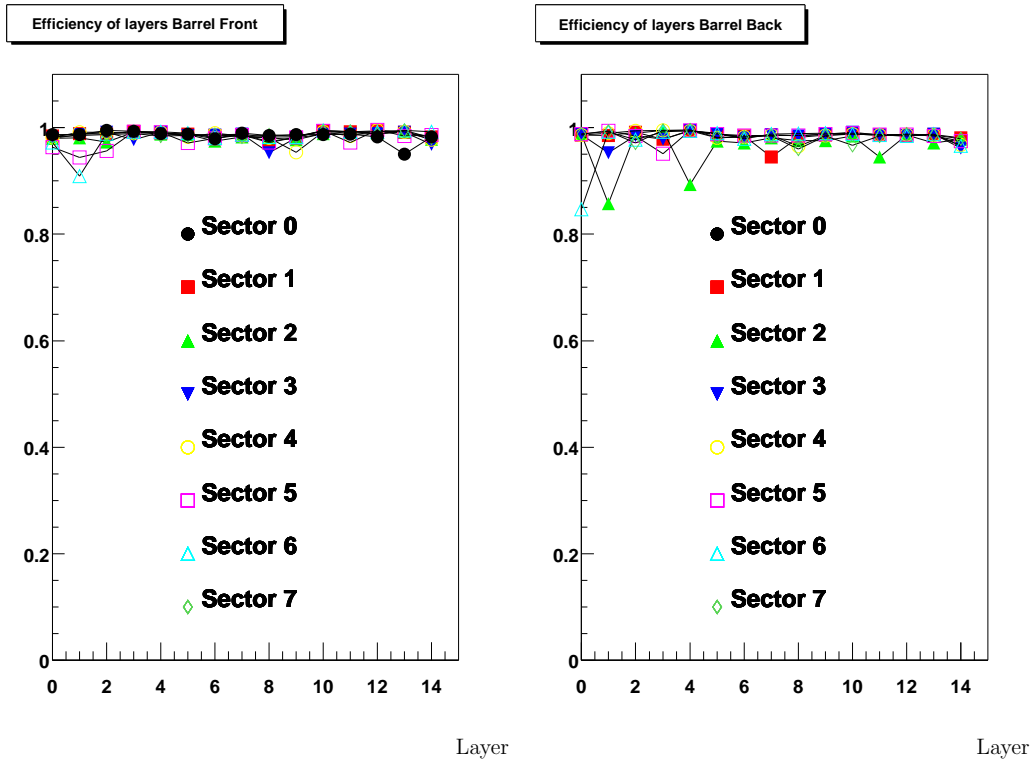 Efficiency of layers Barrel Front
1
0.8
0.6
0.4
0.2
0
0 2 4 6 8 10 12 14
Sector 0
Sector 1
Sector 2
Sector 3
Sector 4
Sector 5
Sector 6
Sector 7
Layer
Efficiency of layers Barrel Back
1
0.8
0.6
0.4
0.2
0
0 2 4 6 8 10 12 14
Sector 0
Sector 1
Sector 2
Sector 3
Sector 4
Sector 5
Sector 6
Sector 7
Layer